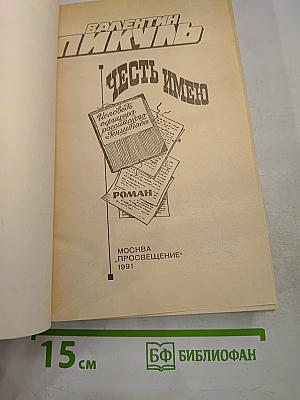 ВАЛЕНТИН
ПИКУЛЬ
ЧЕСТЬ ИМЕЮ
Исповедь
офицера
российского
Генштаба
РОМАН
МОСКВА
„ПРОСВЕЩЕНИЕ"
1991
15 см
БФ БИБЛИОФАН